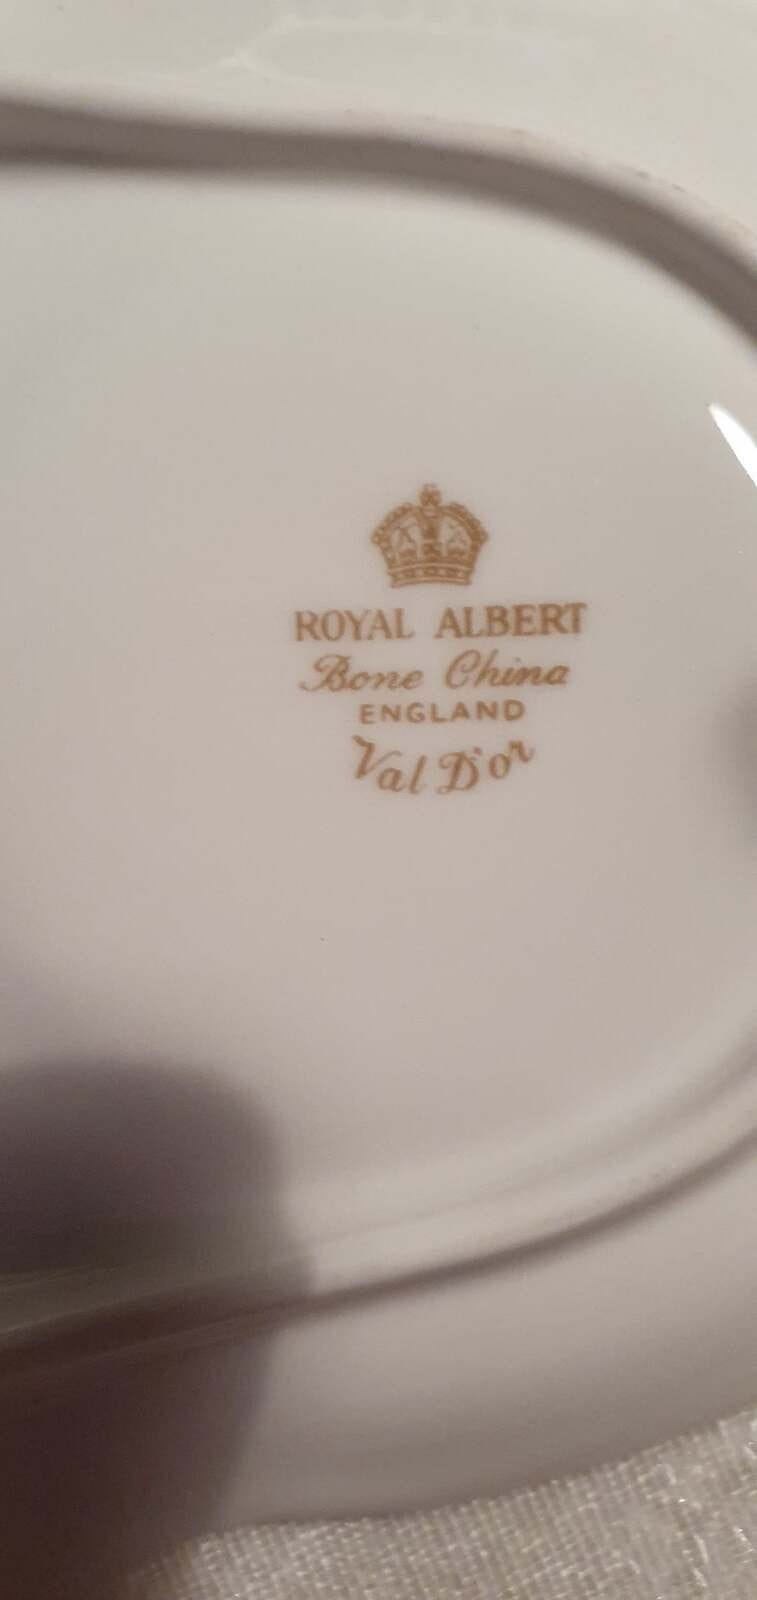 ROYAL ALBERT
Bone China
ENGLAND
Val D'or